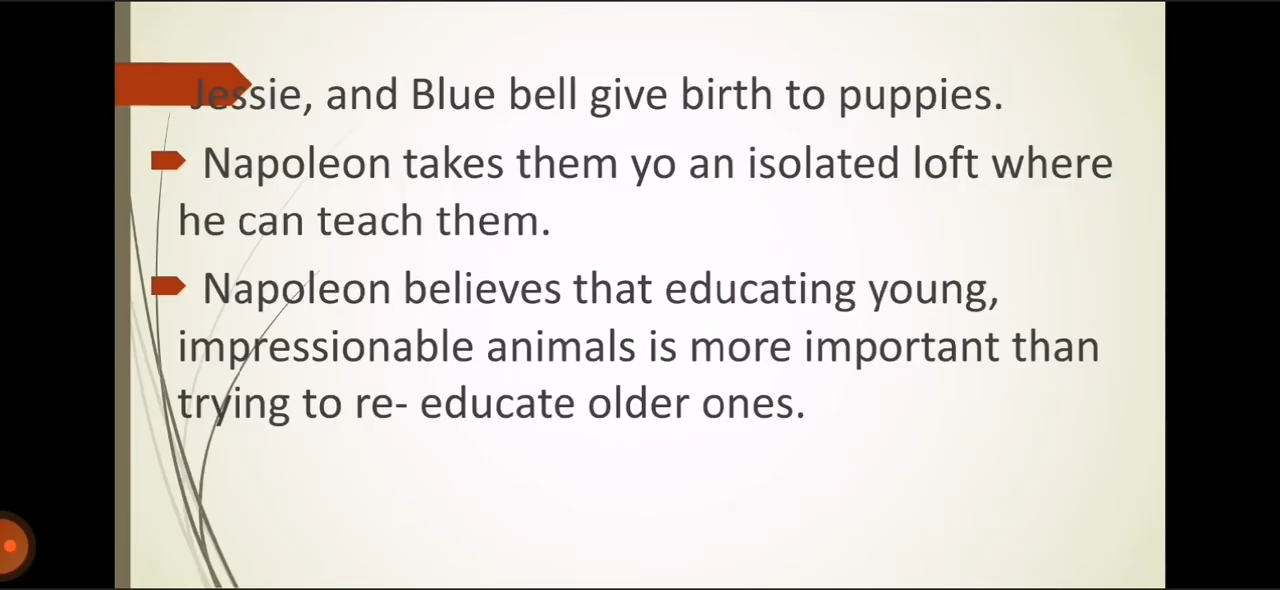 Jessie, and Blue bell give birth to puppies.
Napoleon takes them yo an isolated loft where
he can teach them.
Napoleon believes that educating young,
impressionable animals is more important than
trying to re- educate older ones.